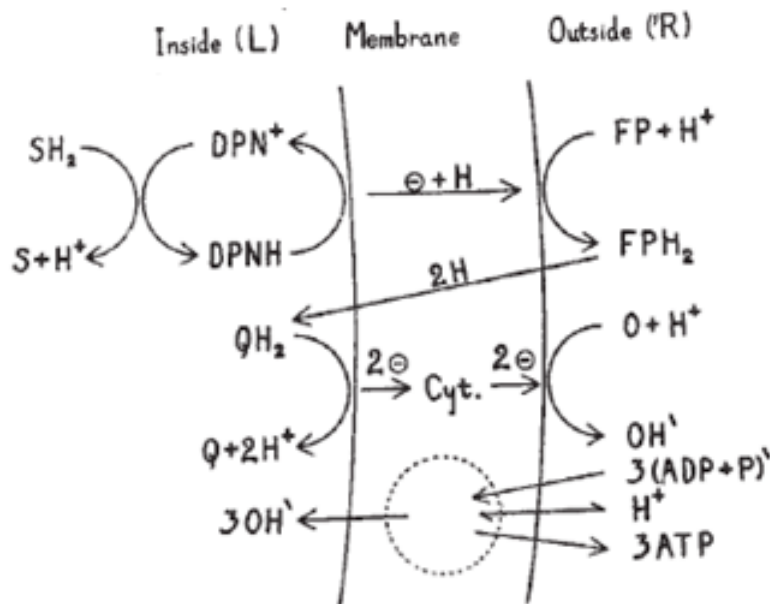 Inside (L) Membrane Outside ('R)
SH₂ DPN⁺ FP + H⁺
⊖ + H
S + H⁺ DPNH FPH₂
2H
QH₂ O + H⁺
2⊖ Cyt. 2⊖
Q + 2H⁺ OH'
3(ADP + P)'
3OH' H⁺
3ATP